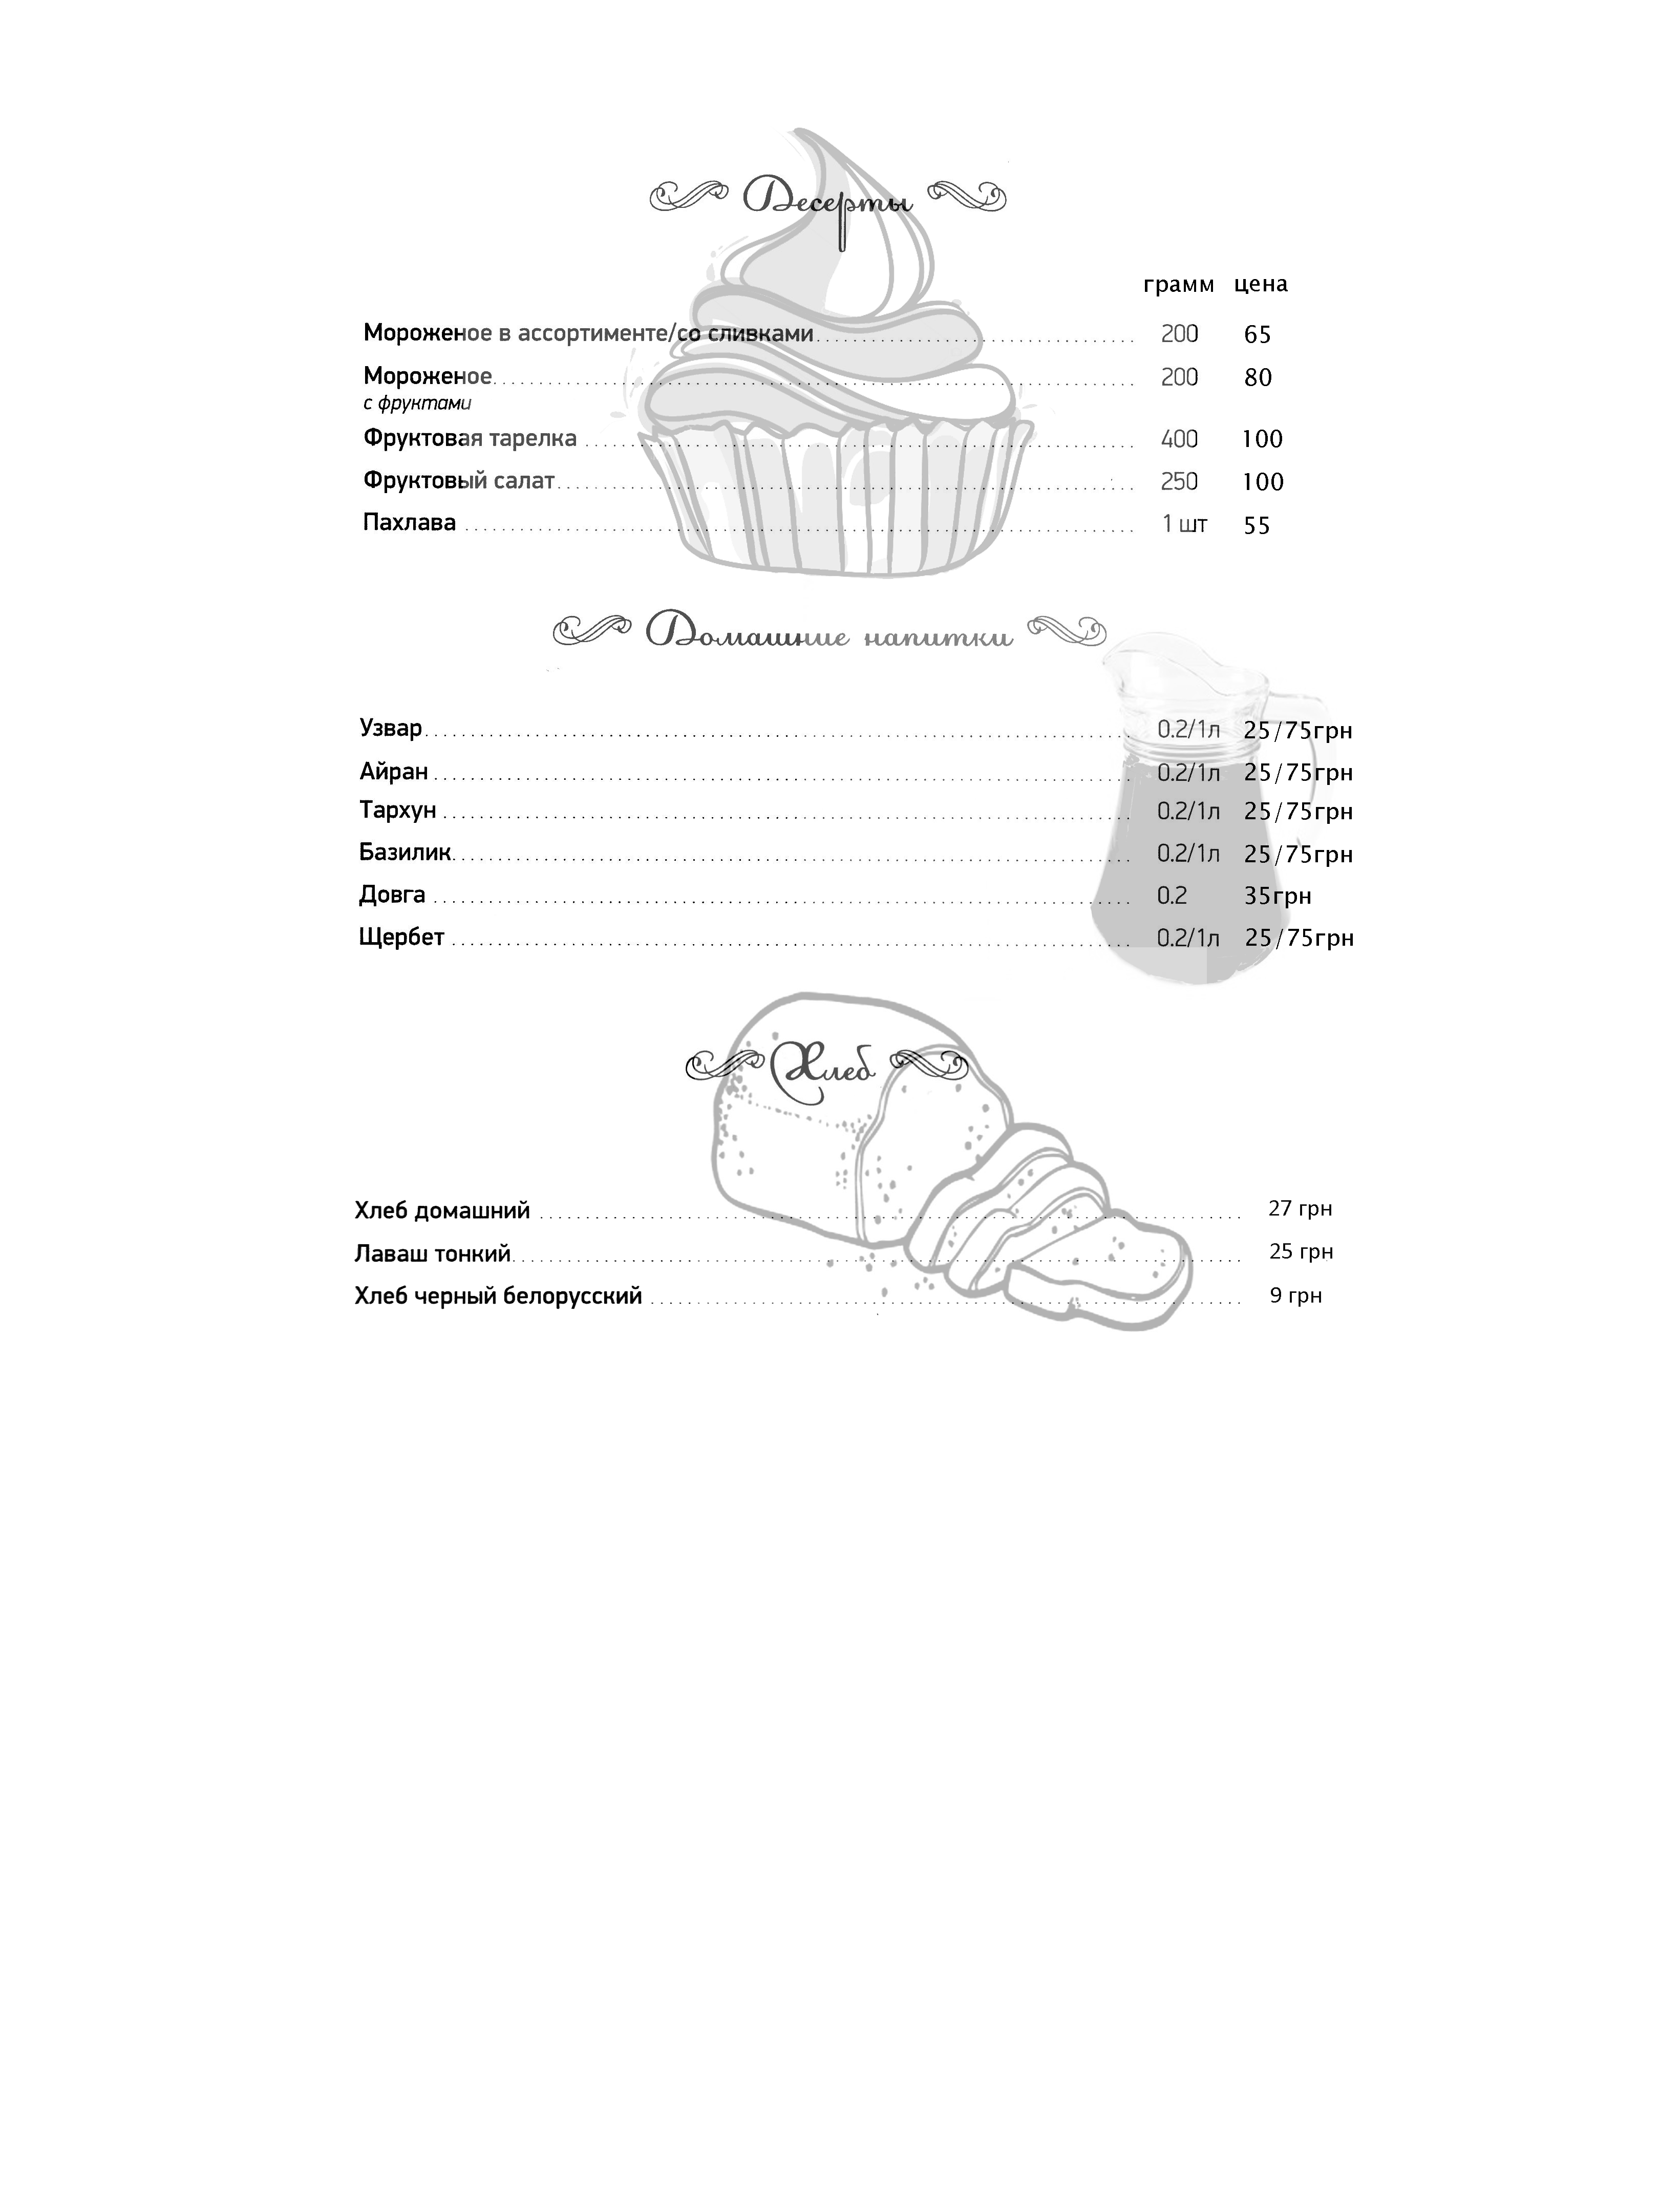 Десерты
грамм цена
Мороженое в ассортименте/со сливками 200 65
Мороженое 200 80
с фруктами
Фруктовая тарелка 400 100
Фруктовый салат 250 100
Пахлава 1 шт 55
Домашние напитки
Узвар 0.2/1л 25/75грн
Айран 0.2/1л 25/75грн
Тархун 0.2/1л 25/75грн
Базилик 0.2/1л 25/75грн
Довга 0.2 35грн
Щербет 0.2/1л 25/75грн
Хлеб
Хлеб домашний 27 грн
Лаваш тонкий 25 грн
Хлеб черный белорусский 9 грн